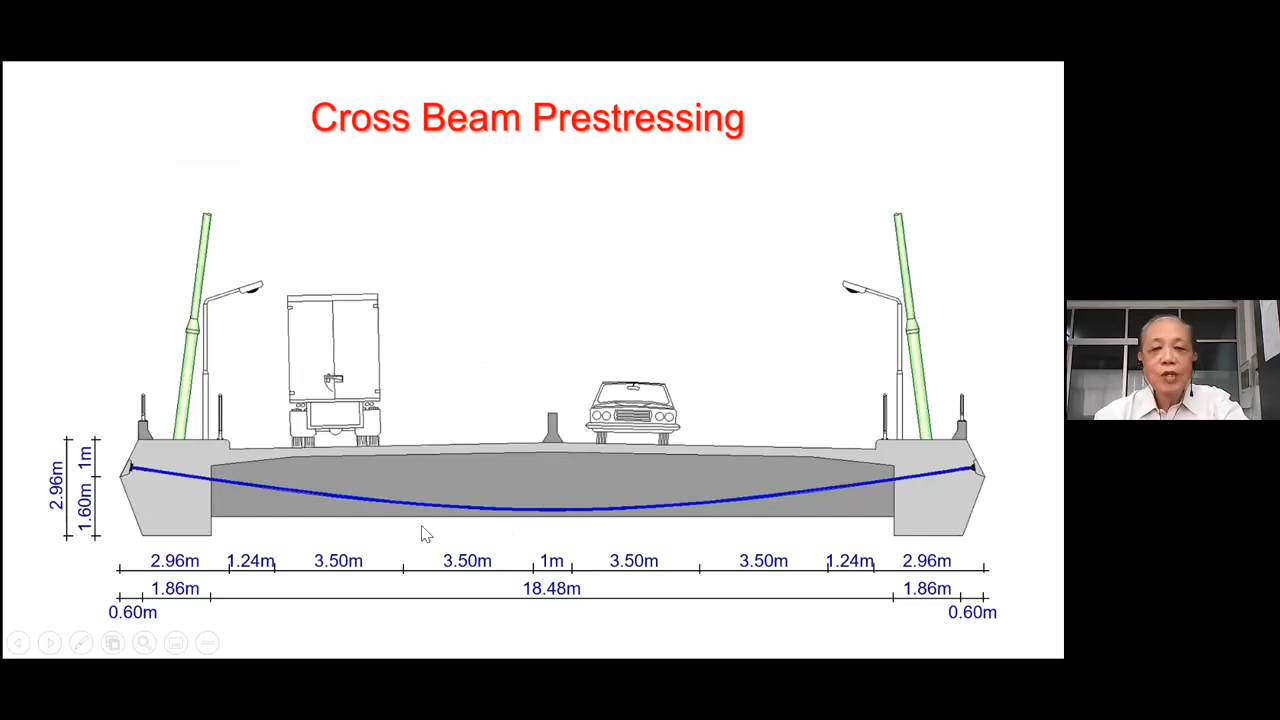 Cross Beam Prestressing
2.96m
1m
1.60m
2.96m 1.24m 3.50m 3.50m 1m 3.50m 3.50m 1.24m 2.96m
1.86m 18.48m 1.86m
0.60m 0.60m